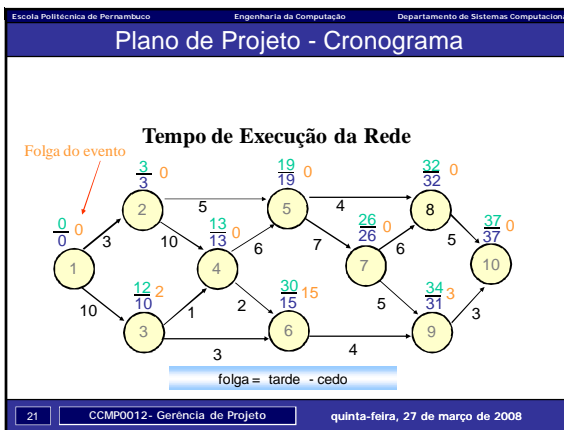 Escola Politécnica de Pernambuco Engenharia da Computação Departamento de Sistemas Computacion
Plano de Projeto - Cronograma
Tempo de Execução da Rede
Folga do evento
3 0 19 0 32 0
3 19 32
2 5 5 4 8
0 0 13 0 26 0 37 0
0 13 26 37
3 10 6 7 6 5
1 4 7 10
12 2 30 15 34 3
10 15 31
10 1 2 5 3
3 6 9
3 4
folga = tarde - cedo
21 CCMP0012- Gerência de Projeto quinta-feira, 27 de março de 2008